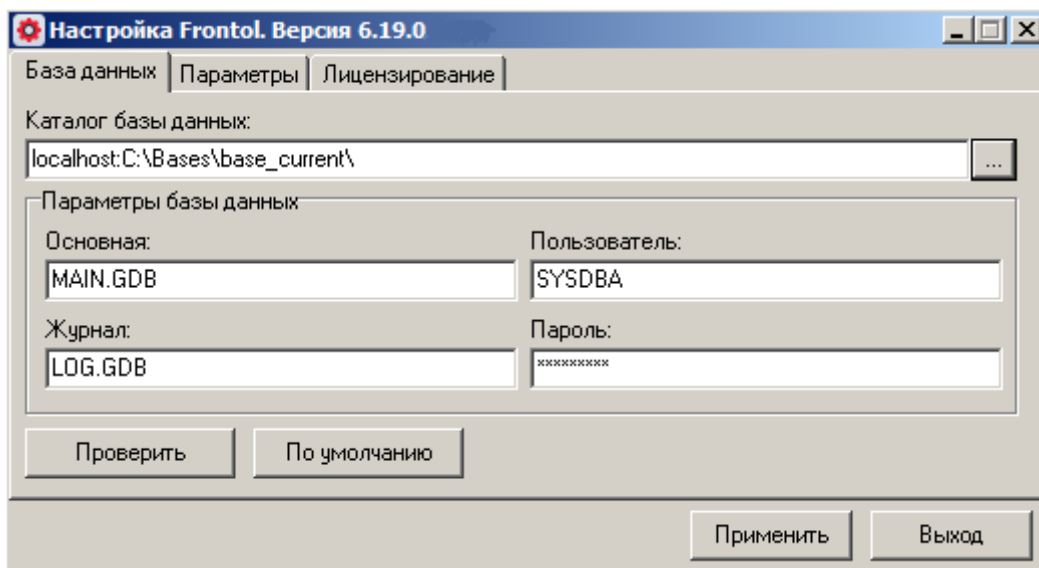 Настройка Frontol. Версия 6.19.0
База данных Параметры Лицензирование
Каталог базы данных:
localhost:C:\Bases\base_current\ ...
Параметры базы данных
Основная: Пользователь:
MAIN.GDB SYSDBA
Журнал: Пароль:
LOG.GDB *********
Проверить По умолчанию
Применить Выход